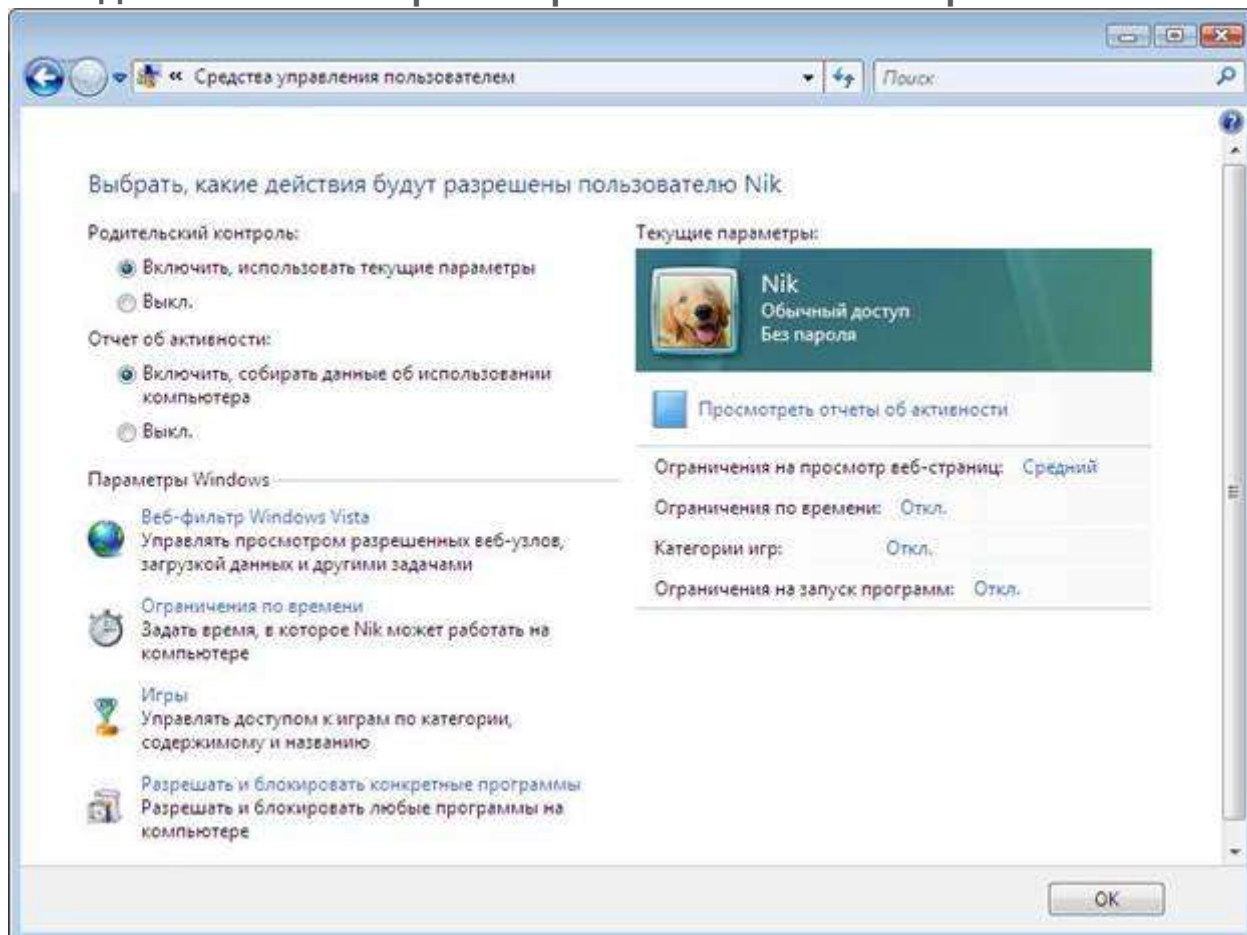 « Средства управления пользователем
Поиск
Выбрать, какие действия будут разрешены пользователю Nik
Родительский контроль:
Включить, использовать текущие параметры
Выкл.
Отчет об активности:
Включить, собирать данные об использовании
компьютера
Выкл.
Параметры Windows
Веб-фильтр Windows Vista
Управлять просмотром разрешенных веб-узлов,
загрузкой данных и другими задачами
Ограничения по времени
Задать время, в которое Nik может работать на
компьютере
Игры
Управлять доступом к играм по категории,
содержимому и названию
Разрешать и блокировать конкретные программы
Разрешать и блокировать любые программы на
компьютере
Текущие параметры:
Nik
Обычный доступ
Без пароля
Просмотреть отчеты об активности
Ограничения на просмотр веб-страниц: Средний
Ограничения по времени: Откл.
Категории игр: Откл.
Ограничения на запуск программ: Откл.
OK